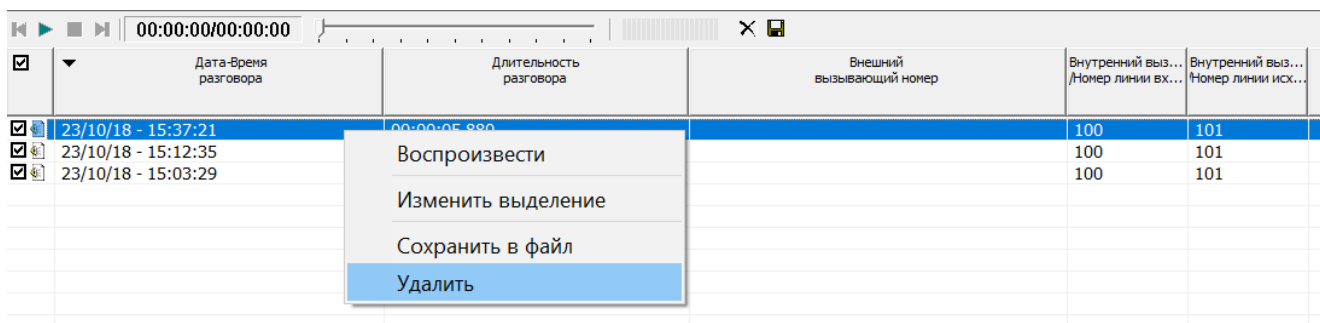 00:00:00/00:00:00
Дата-Время
разговора
Длительность
разговора
Внешний
вызывающий номер
Внутренний выз...
/Номер линии вх...
Внутренний выз...
/Номер линии исх...
23/10/18 - 15:37:21 00:00:05.880 100 101
23/10/18 - 15:12:35 100 101
23/10/18 - 15:03:29 100 101
Воспроизвести
Изменить выделение
Сохранить в файл
Удалить